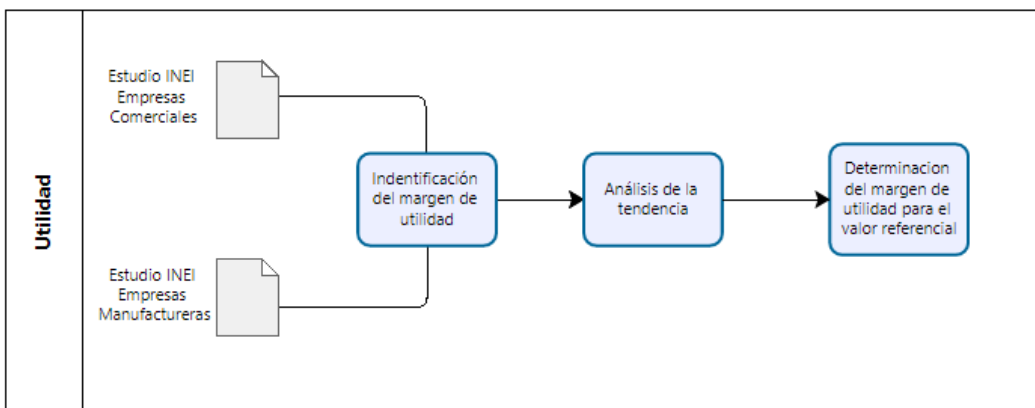 Utilidad
Estudio INEI
Empresas
Comerciales
Indentificación
del margen de
utilidad
Análisis de la
tendencia
Determinacion
del margen de
utilidad para el
valor referencial
Estudio INEI
Empresas
Manufactureras